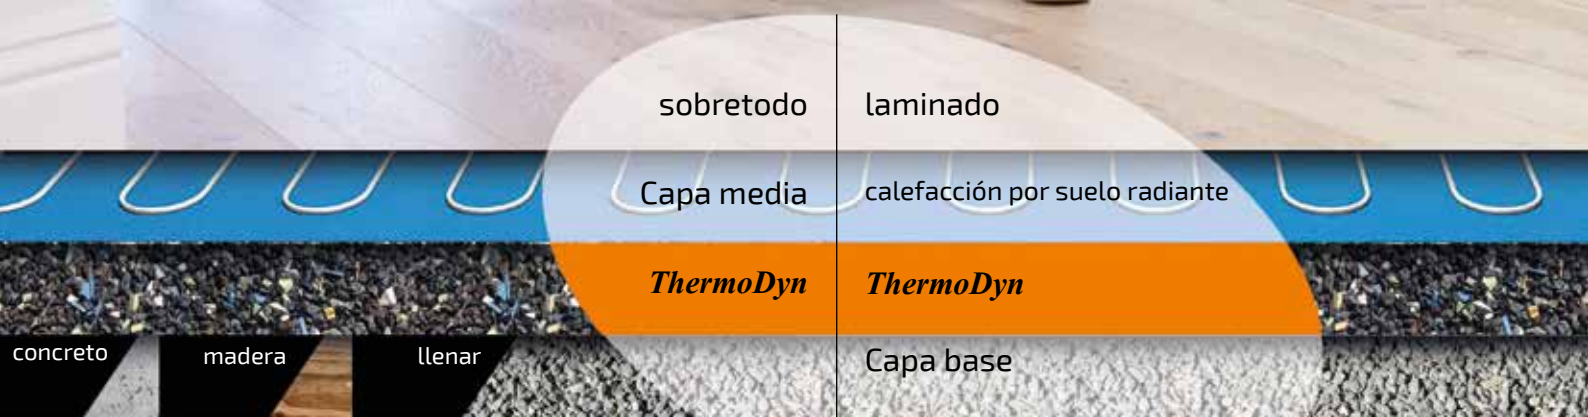 sobretodo laminado
Capa media calefacción por suelo radiante
ThermoDyn ThermoDyn
concreto madera llenar Capa base